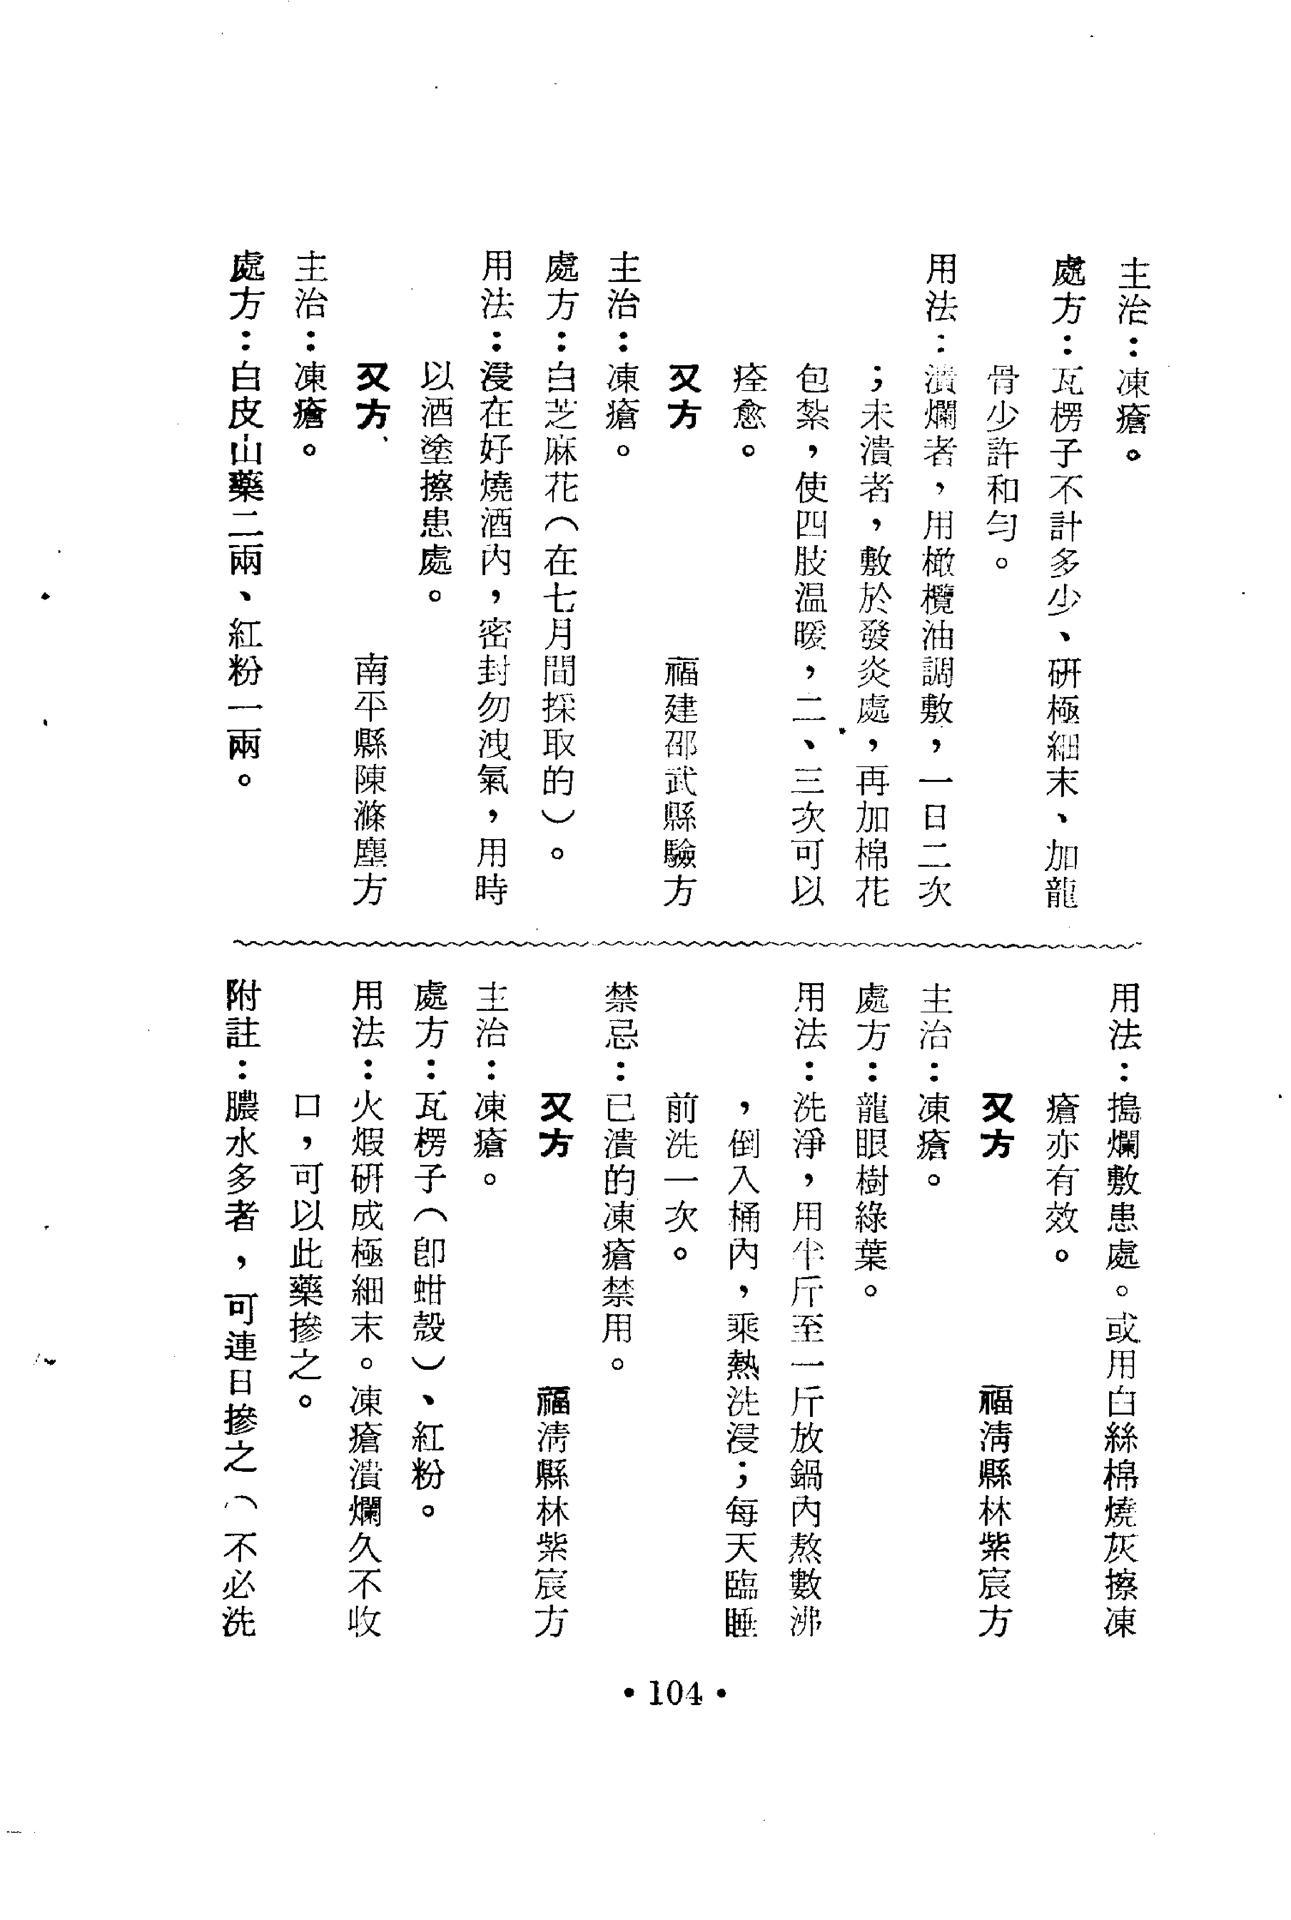 主治：凍瘡。
處方：瓦楞子不計多少、研極細末、加龍
骨少許和勻。
用法：潰爛者，用橄欖油調敷，一日二次
；未潰者，敷於發炎處，再加棉花
包紮，使四肢温暖，二、三次可以
痊愈。
又方　福建邵武縣驗方
主治：凍瘡。
處方：白芝麻花（在七月間採取的）。
用法：浸在好燒酒内，密封勿洩氣，用時
以酒塗擦患處。
又方　南平縣陳滌塵方
主治：凍瘡。
處方：白皮山藥二兩、紅粉一兩。
用法：搗爛敷患處。或用白絲棉燒灰擦凍
瘡亦有效。
又方　福淸縣林紫宸方
主治：凍瘡。
處方：龍眼樹綠葉。
用法：洗淨，用半斤至一斤放鍋内熬數沸
，倒入桶内，乘熱洗浸；每天臨睡
前洗一次。
禁忌：已潰的凍瘡禁用。
又方　福淸縣林紫宸方
主治：凍瘡。
處方：瓦楞子（卽蚶殼）、紅粉。
用法：火煅研成極細末。凍瘡潰爛久不收
口，可以此藥摻之。
附註：膿水多者，可連日摻之（不必洗
•104•